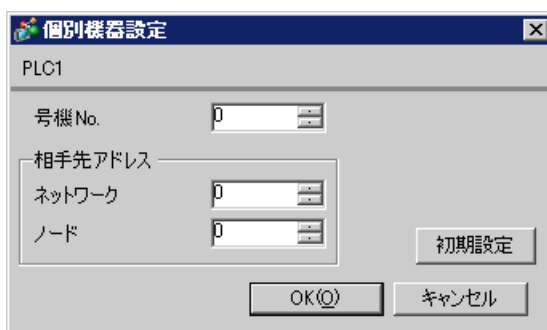 個別機器設定
PLC1
号機No. 0
相手先アドレス
ネットワーク 0
ノード 0
初期設定
OK(O) キャンセル